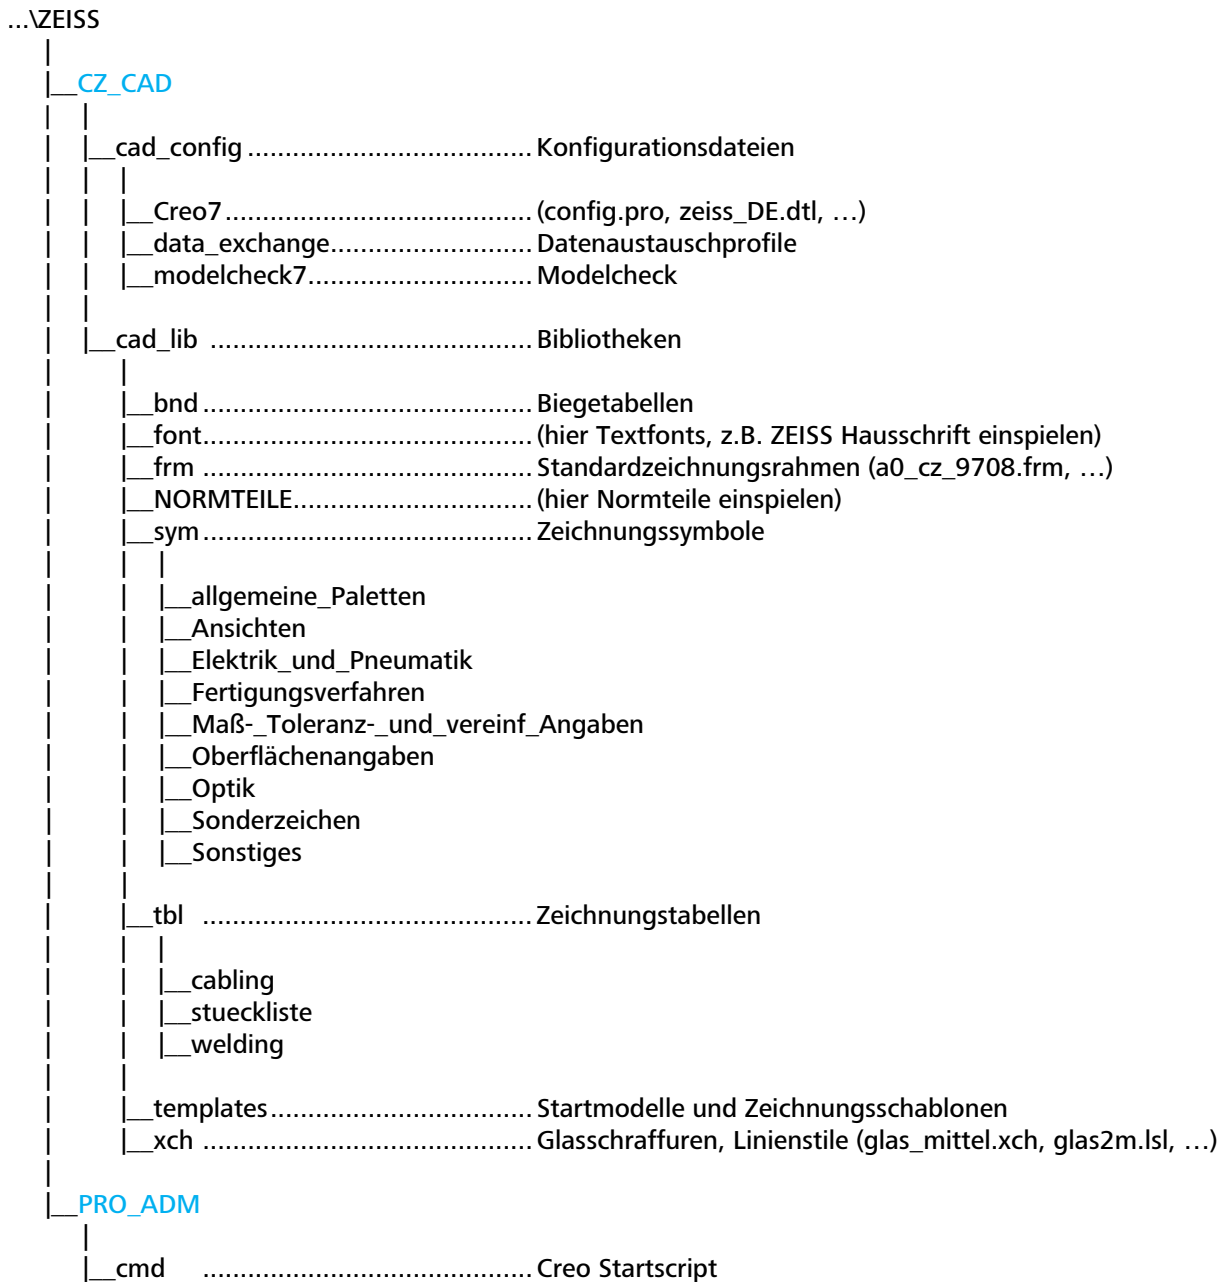 ...\ZEISS
|
|__CZ_CAD
| |
| |__cad_config ...................................... Konfigurationsdateien
| | |
| | |__Creo7 ......................................... (config.pro, zeiss_DE.dtl, …)
| | |__data_exchange........................... Datenaustauschprofile
| | |__modelcheck7.............................. Modelcheck
| |
| |__cad_lib ........................................... Bibliotheken
| |
| |__bnd ............................................ Biegetabellen
| |__font............................................ (hier Textfonts, z.B. ZEISS Hausschrift einspielen)
| |__frm ............................................ Standardzeichnungsrahmen (a0_cz_9708.frm, …)
| |__NORMTEILE................................ (hier Normteile einspielen)
| |__sym ............................................ Zeichnungssymbole
| | |
| | |__allgemeine_Paletten
| | |__Ansichten
| | |__Elektrik_und_Pneumatik
| | |__Fertigungsverfahren
| | |__Maß-_Toleranz-_und_vereinf_Angaben
| | |__Oberflächenangaben
| | |__Optik
| | |__Sonderzeichen
| | |__Sonstiges
| |
| |__tbl ............................................ Zeichnungstabellen
| | |
| | |__cabling
| | |__stueckliste
| | |__welding
| |
| |__templates................................... Startmodelle und Zeichnungsschablonen
| |__xch ............................................ Glasschraffuren, Linienstile (glas_mittel.xch, glas2m.lsl, …)
|
|__PRO_ADM
|
|__cmd ............................................ Creo Startscript